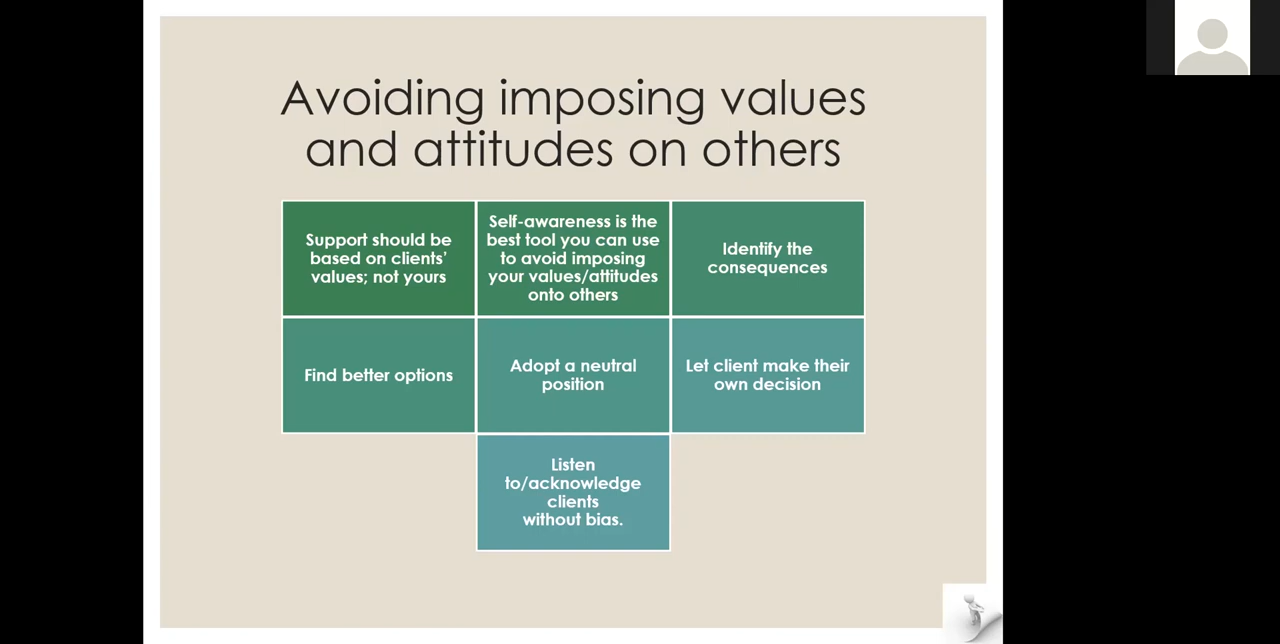 Avoiding imposing values
and attitudes on others
Support should be
based on clients'
values; not yours
Self-awareness is the
best tool you can use
to avoid imposing
your values/attitudes
onto others
Identify the
consequences
Find better options
Adopt a neutral
position
Let client make their
own decision
Listen
to/acknowledge
clients
without bias.